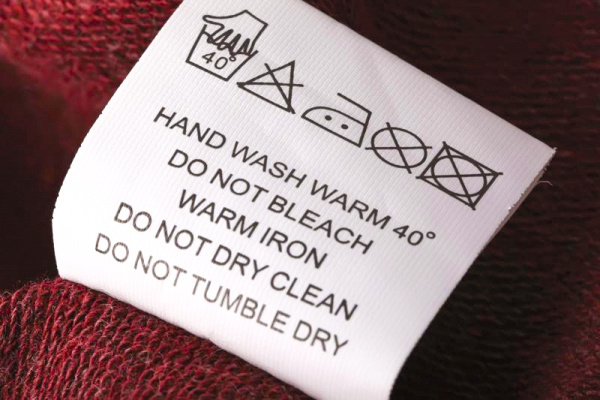 40°
HAND WASH WARM 40°
DO NOT BLEACH
WARM IRON
DO NOT DRY CLEAN
DO NOT TUMBLE DRY